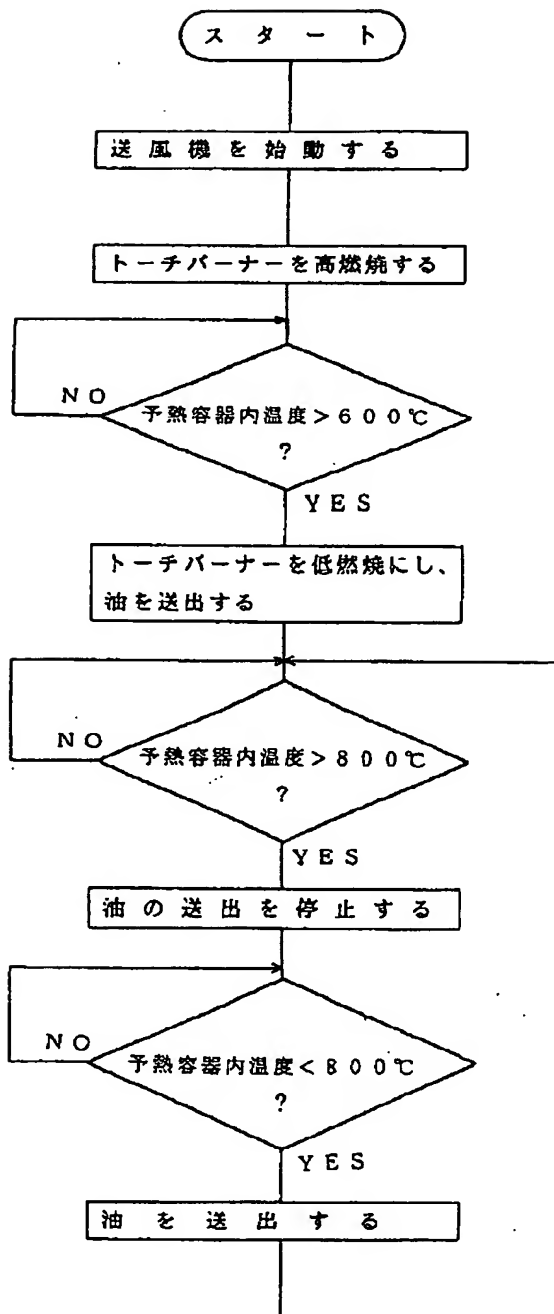 スタート
送風機を始動する
トーチバーナーを高燃焼する
NO
予熱容器内温度>600℃
?
YES
トーチバーナーを低燃焼にし、
油を送出する
NO
予熱容器内温度>800℃
?
YES
油の送出を停止する
NO
予熱容器内温度<800℃
?
YES
油を送出する